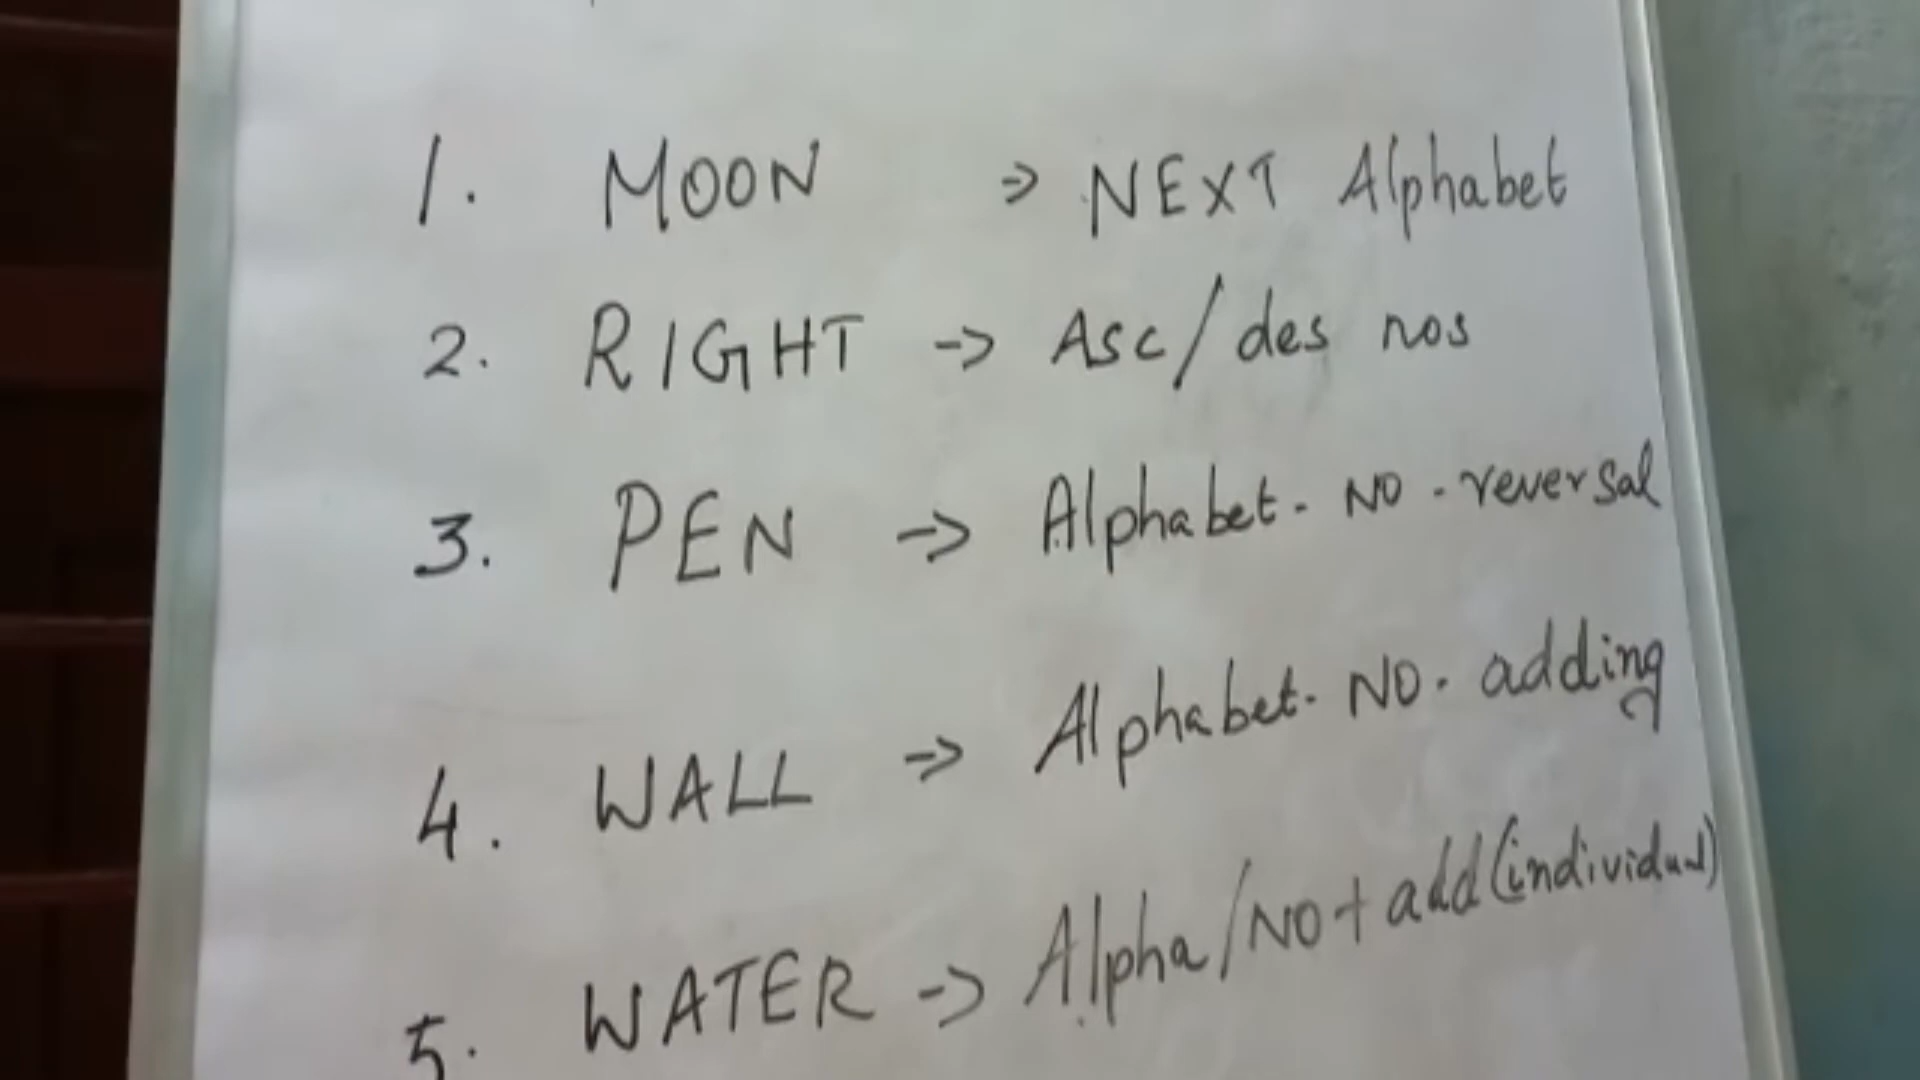 1. MOON => NEXT Alphabet
2. RIGHT -> Asc/des nos
3. PEN -> Alphabet. NO. reversal
4. WALL -> Alphabet. NO. adding
5. WATER -> Alpha/NO+ add (individual)